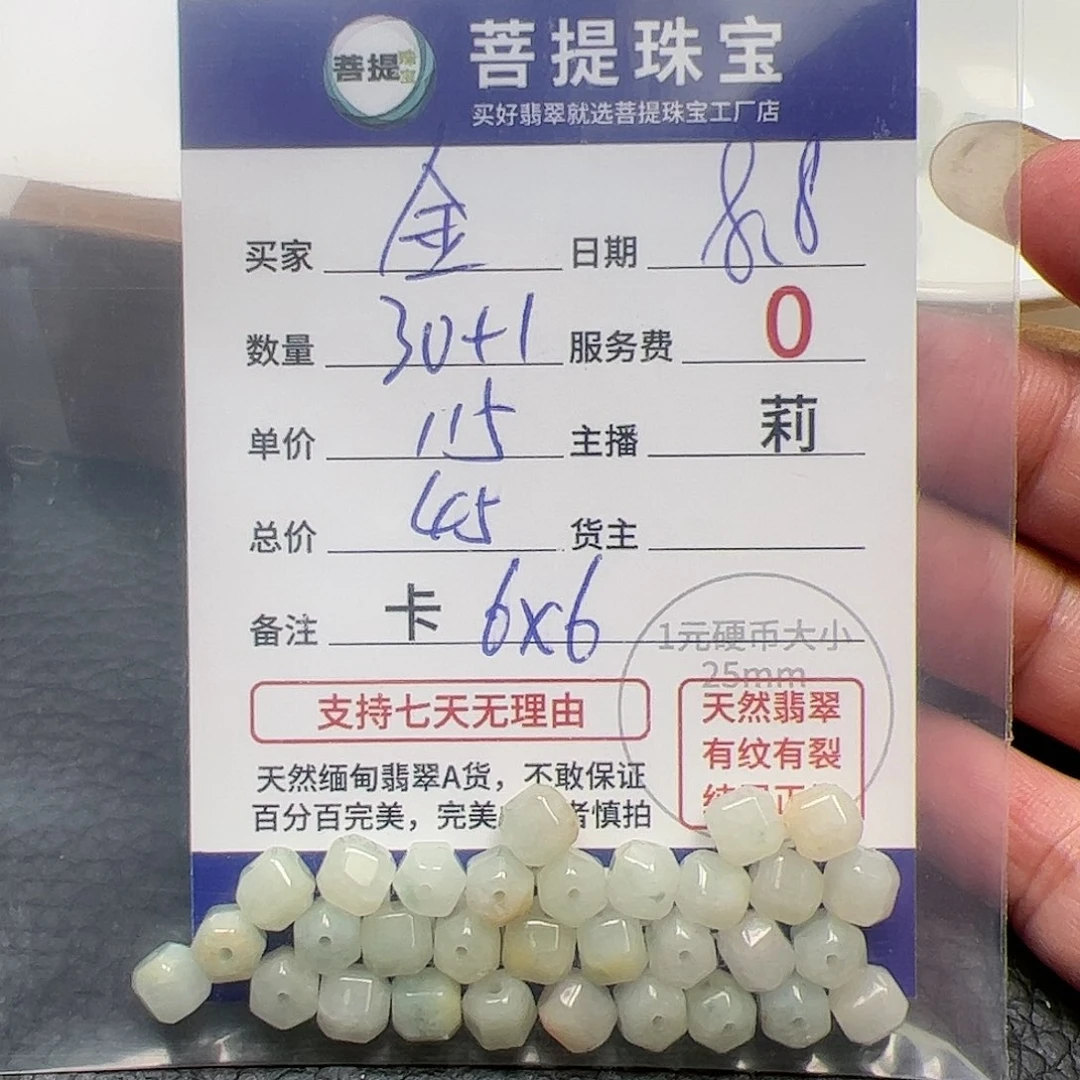 菩提珠宝
菩提珠宝
买好翡翠就选菩提珠宝工厂店
买家 金 日期 8.8
数量 30+1 服务费 0
单价 115 主播 莉
总价 45 货主
备注 卡 6x6
1元硬币大小
25mm
支持七天无理由
天然翡翠
有纹有裂
天然缅甸翡翠A货，不敢保证
百分百完美，完美 者慎拍